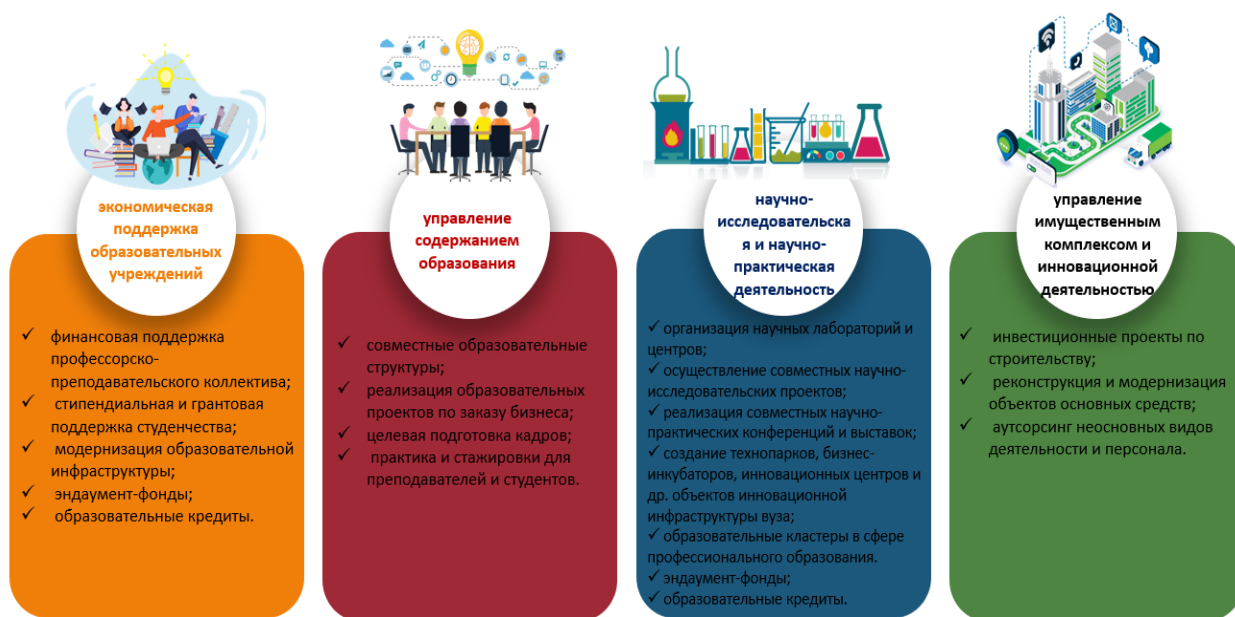 экономическая
поддержка
образовательных
учреждений
✓ финансовая поддержка
профессорско-
преподавательского коллектива;
✓ стипендиальная и грантовая
поддержка студенчества;
✓ модернизация образовательной
инфраструктуры;
✓ эндаумент-фонды;
✓ образовательные кредиты.
управление
содержанием
образования
✓ совместные образовательные
структуры;
✓ реализация образовательных
проектов по заказу бизнеса;
✓ целевая подготовка кадров;
✓ практика и стажировки для
преподавателей и студентов.
научно-
исследовательска
я и научно-
практическая
деятельность
✓ организация научных лабораторий и
центров;
✓ осуществление совместных научно-
исследовательских проектов;
✓ реализация совместных научно-
практических конференций и выставок;
✓ создание технопарков, бизнес-
инкубаторов, инновационных центров и
др. объектов инновационной
инфраструктуры вуза;
✓ образовательные кластеры в сфере
профессионального образования.
✓ эндаумент-фонды;
✓ образовательные кредиты.
управление
имущественным
комплексом и
инновационной
деятельностью
✓ инвестиционные проекты по
строительству;
✓ реконструкция и модернизация
объектов основных средств;
✓ аутсорсинг неосновных видов
деятельности и персонала.